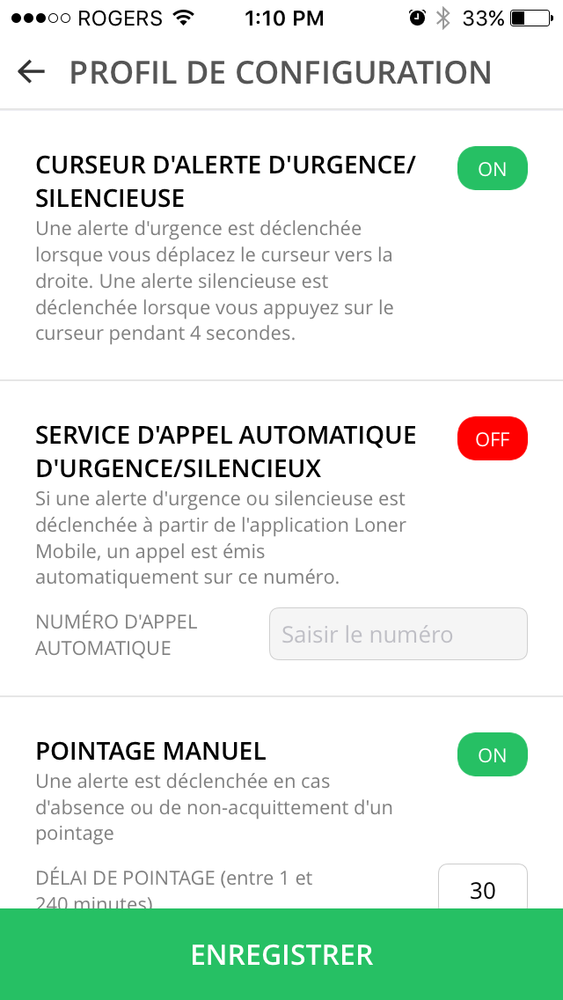 ROGERS 1:10 PM 33%
PROFIL DE CONFIGURATION
CURSEUR D'ALERTE D'URGENCE/
SILENCIEUSE
ON
Une alerte d'urgence est déclenchée
lorsque vous déplacez le curseur vers la
droite. Une alerte silencieuse est
déclenchée lorsque vous appuyez sur le
curseur pendant 4 secondes.
SERVICE D'APPEL AUTOMATIQUE
D'URGENCE/SILENCIEUX
OFF
Si une alerte d'urgence ou silencieuse est
déclenchée à partir de l'application Loner
Mobile, un appel est émis
automatiquement sur ce numéro.
NUMÉRO D'APPEL
AUTOMATIQUE
Saisir le numéro
POINTAGE MANUEL
ON
Une alerte est déclenchée en cas
d'absence ou de non-acquittement d'un
pointage
DÉLAI DE POINTAGE (entre 1 et
240 minutes)
30
ENREGISTRER